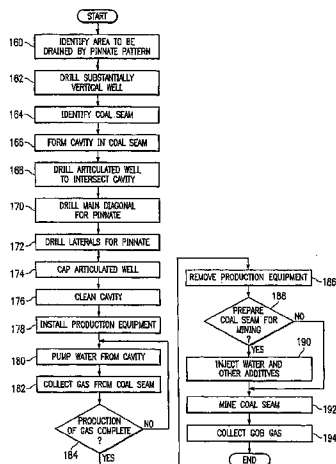 START
160
IDENTIFY AREA TO BE
DRAINED BY PINNATE PATTERN
162
DRILL SUBSTANTIALLY
VERTICAL WELL
164
IDENTIFY COAL SEAM
166
FORM CAVITY IN COAL SEAM
168
DRILL ARTICULATED WELL
TO INTERSECT CAVITY
170
DRILL MAIN DIAGONAL
FOR PINNATE
172
DRILL LATERALS FOR PINNATE
174
CAP ARTICULATED WELL
176
CLEAN CAVITY
178
INSTALL PRODUCTION EQUIPMENT
180
PUMP WATER FROM CAVITY
182
COLLECT GAS FROM COAL SEAM
PRODUCTION
OF GAS COMPLETE
?
NO
184
YES
REMOVE PRODUCTION EQUIPMENT
186
188
PREPARE
COAL SEAM FOR
MINING
?
NO
YES
190
INJECT WATER AND
OTHER ADDITIVES
MINE COAL SEAM
192
COLLECT GOB GAS
194
END